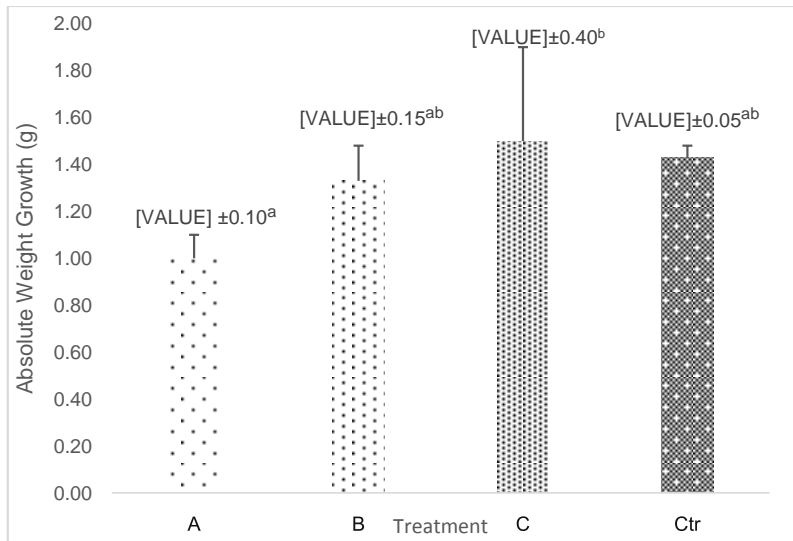 Absolute Weight Growth (g)
2.00
1.80
1.60
1.40
1.20
1.00
0.80
0.60
0.40
0.20
0.00
[VALUE] ±0.10ᵃ
[VALUE]±0.15ᵃᵇ
[VALUE]±0.40ᵇ
[VALUE]±0.05ᵃᵇ
A
B
Treatment
C
Ctr